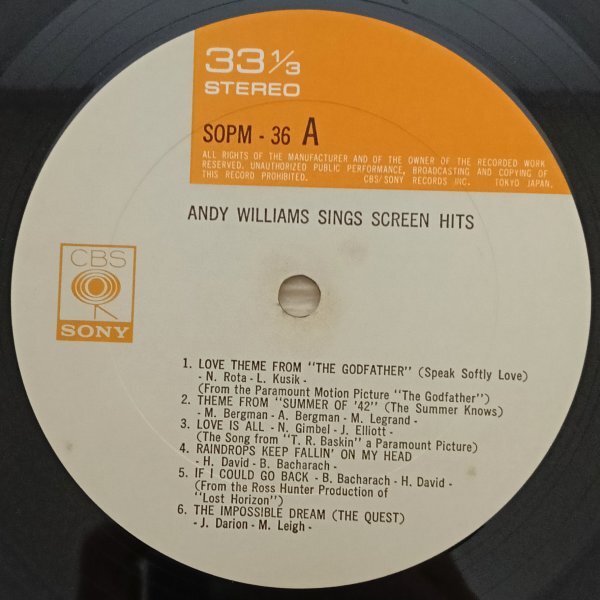 33 1/3
STEREO
SOPM - 36 A
ALL RIGHTS OF THE MANUFACTURER AND OF THE OWNER OF THE RECORDED WORK
RESERVED. UNAUTHORIZED PUBLIC PERFORMANCE, BROADCASTING AND COPYING OF
THIS RECORD PROHIBITED. CBS/SONY RECORDS INC. TOKYO JAPAN.
ANDY WILLIAMS SINGS SCREEN HITS
CBS
SONY
1. LOVE THEME FROM "THE GODFATHER" (Speak Softly Love)
- N. Rota - L. Kusik -
(From the Paramount Motion Picture "The Godfather")
2. THEME FROM "SUMMER OF '42" (The Summer Knows)
- M. Bergman - A. Bergman - M. Legrand -
3. LOVE IS ALL - N. Gimbel - J. Elliott -
(The Song from "T. R. Baskin" a Paramount Picture)
4. RAINDROPS KEEP FALLIN' ON MY HEAD
- H. David - B. Bacharach -
5. IF I COULD GO BACK - B. Bacharach - H. David -
(From the Ross Hunter Production of
"Lost Horizon")
6. THE IMPOSSIBLE DREAM (THE QUEST)
- J. Darion - M. Leigh -